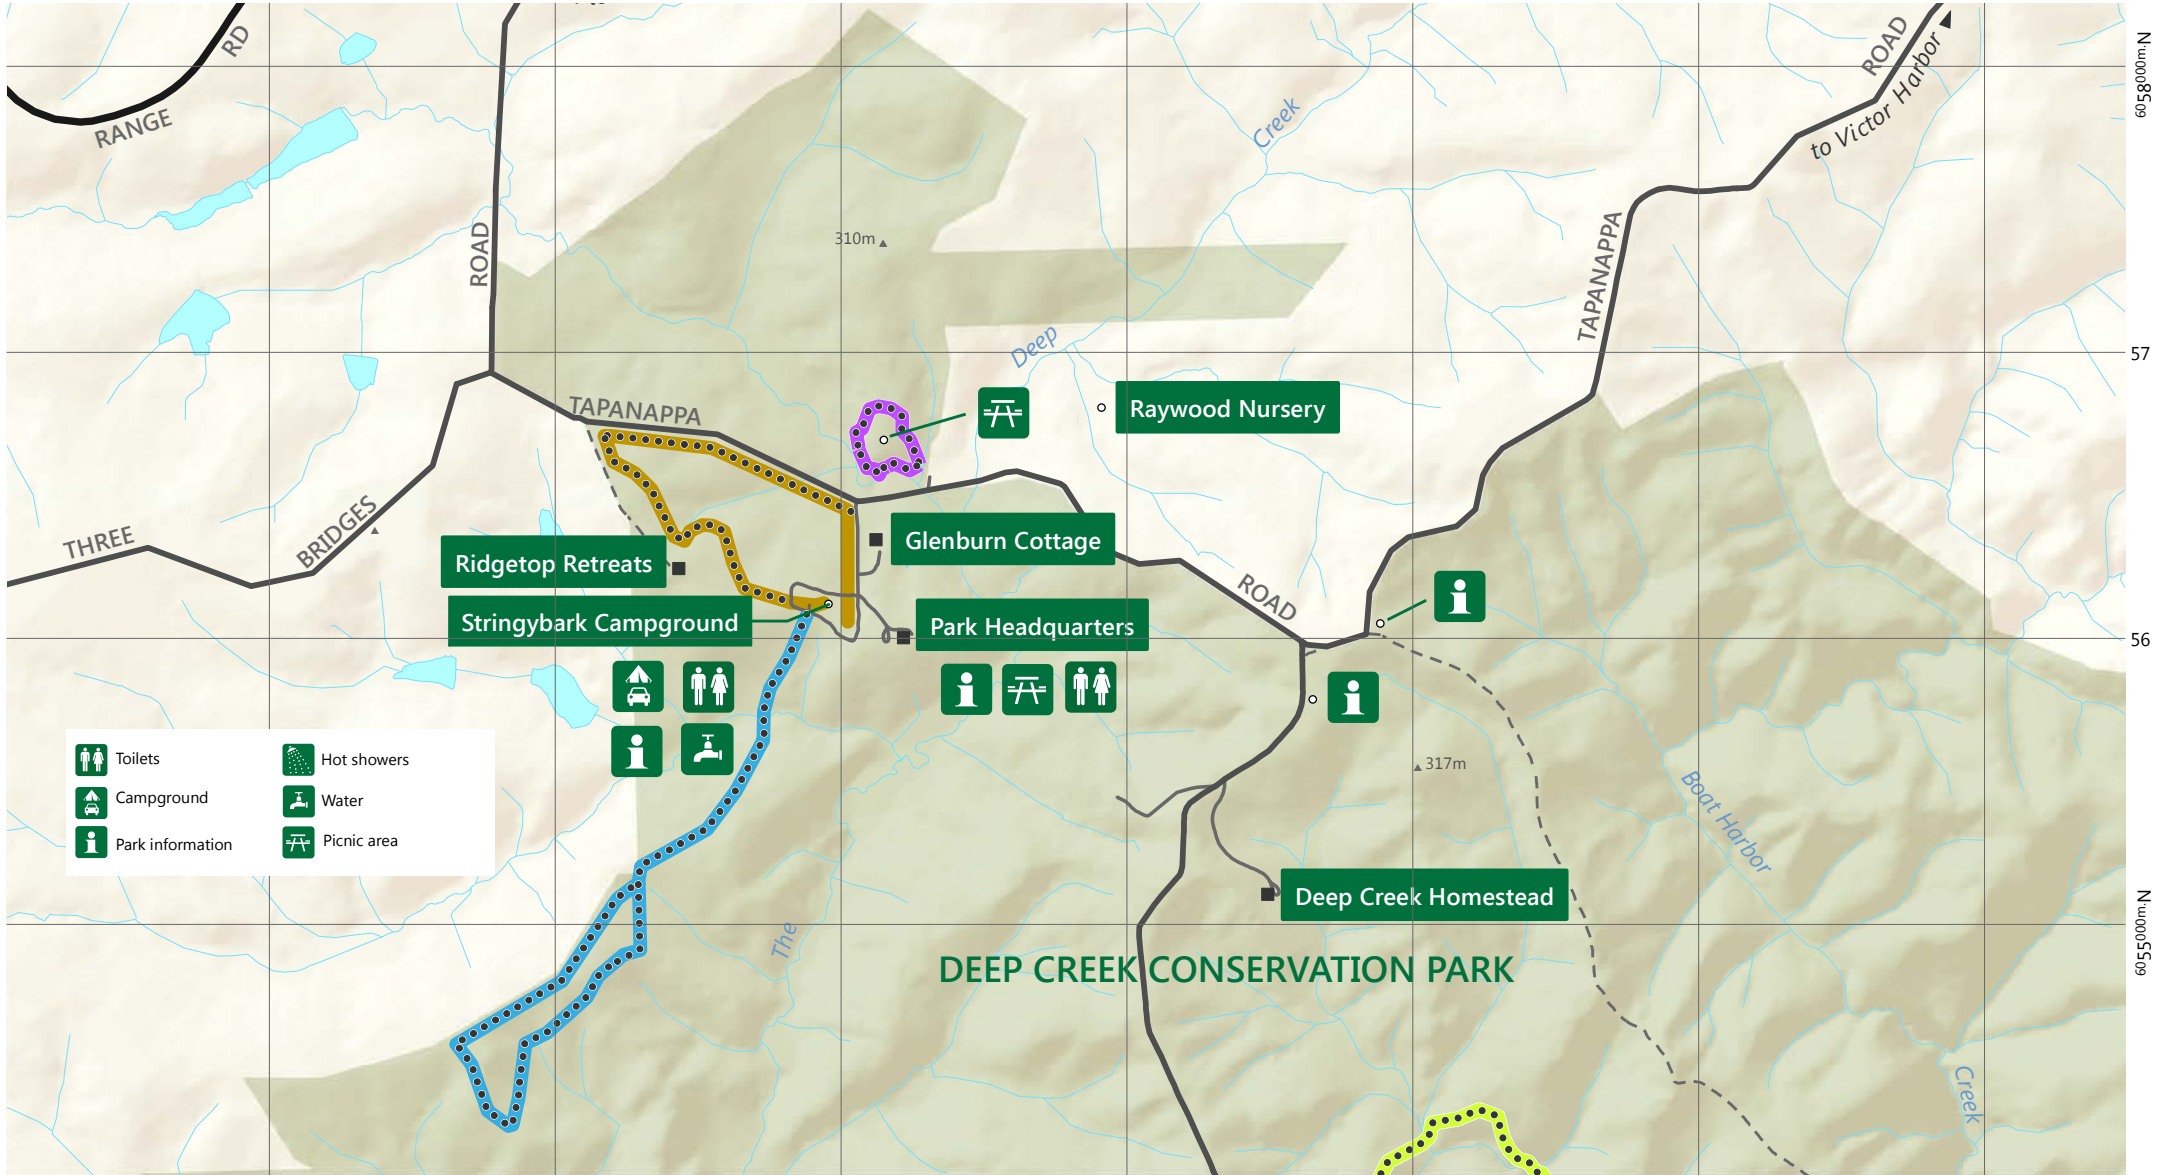 RD
ROAD
to Victor Harbor
6058000m.N
RANGE
Creek
ROAD
310m
TAPANAPPA
Deep
57
TAPANAPPA
Raywood Nursery
THREE
BRIDGES
Ridgetop Retreats
Glenburn Cottage
ROAD
Stringybark Campground
Park Headquarters
56
Toilets
Hot showers
Campground
Water
Park information
Picnic area
317m
Boat Harbor
Deep Creek Homestead
The
6055000m.N
DEEP CREEK CONSERVATION PARK
Creek